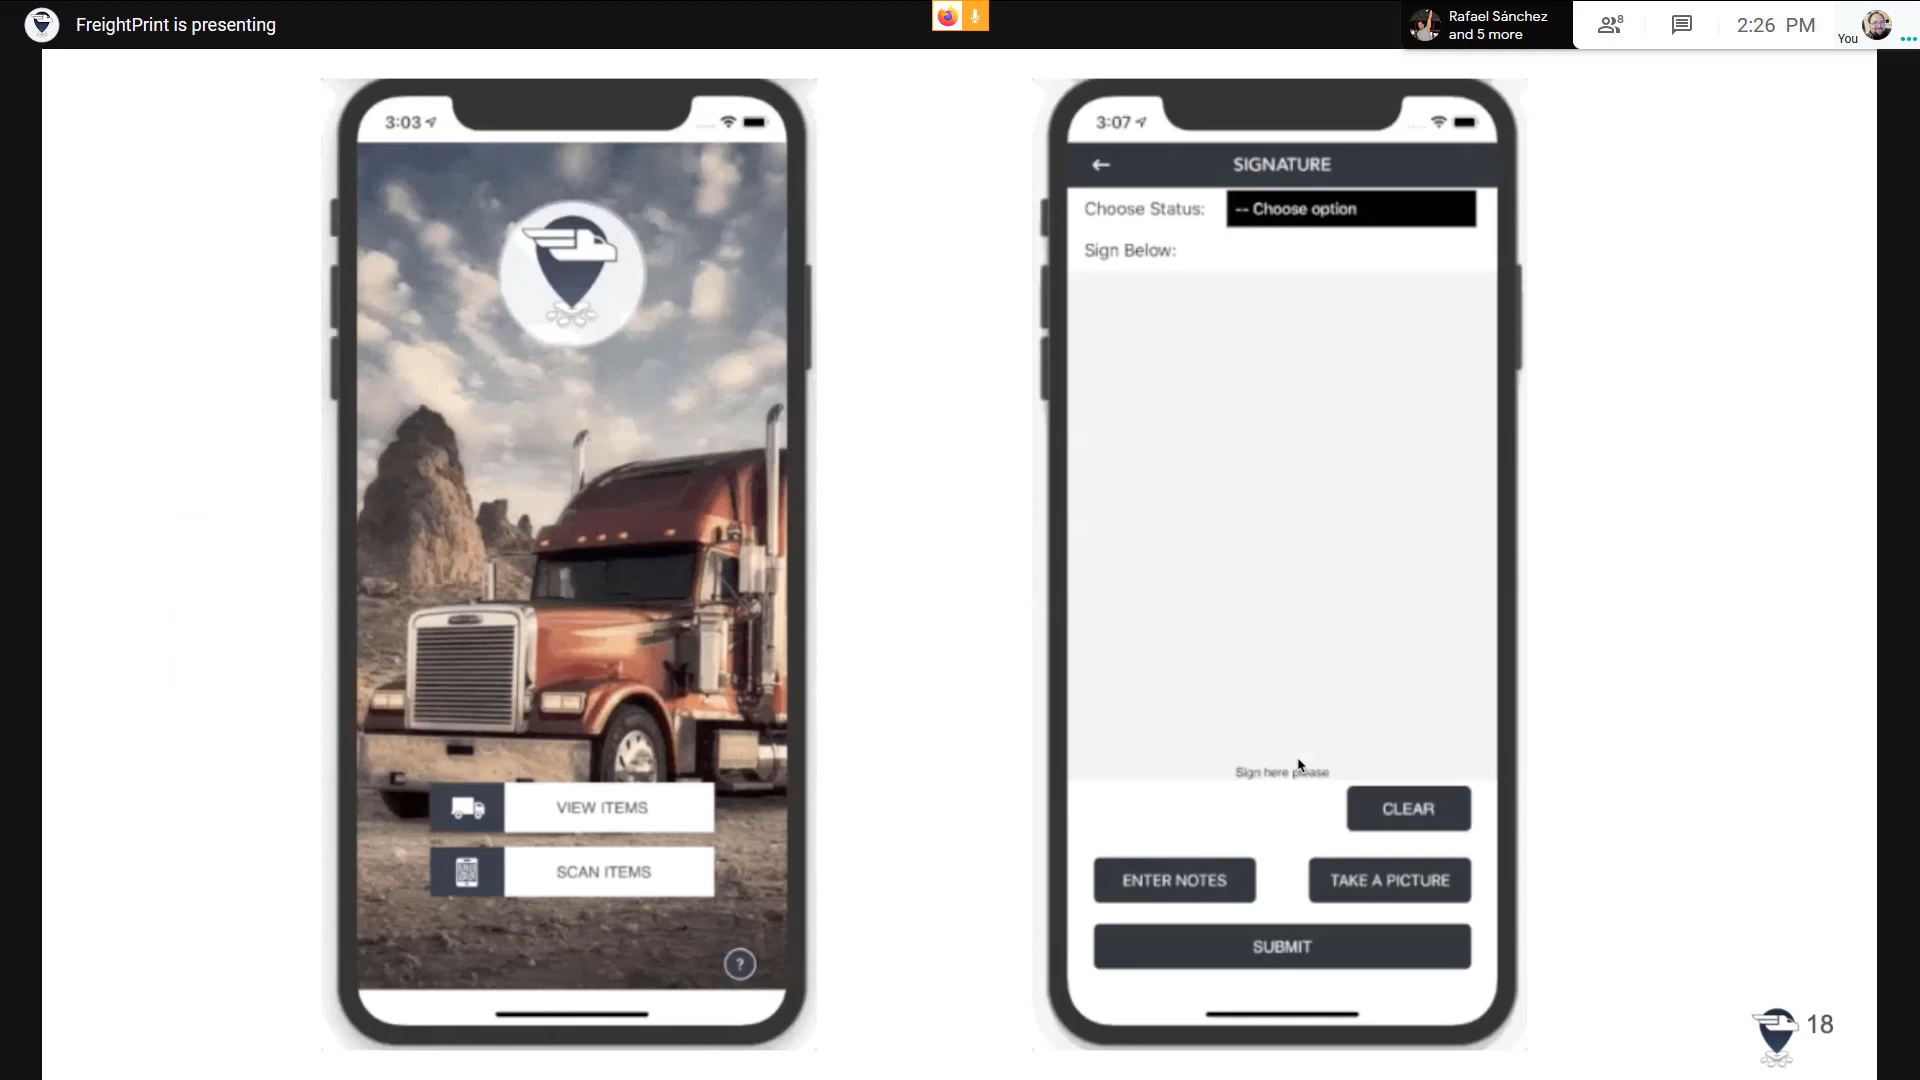 FreightPrint is presenting
Rafael Sánchez
and 5 more
8
2:26 PM
You
3:03
VIEW ITEMS
SCAN ITEMS
?
3:07
SIGNATURE
Choose Status:
-- Choose option
Sign Below:
Sign here please
CLEAR
ENTER NOTES
TAKE A PICTURE
SUBMIT
18